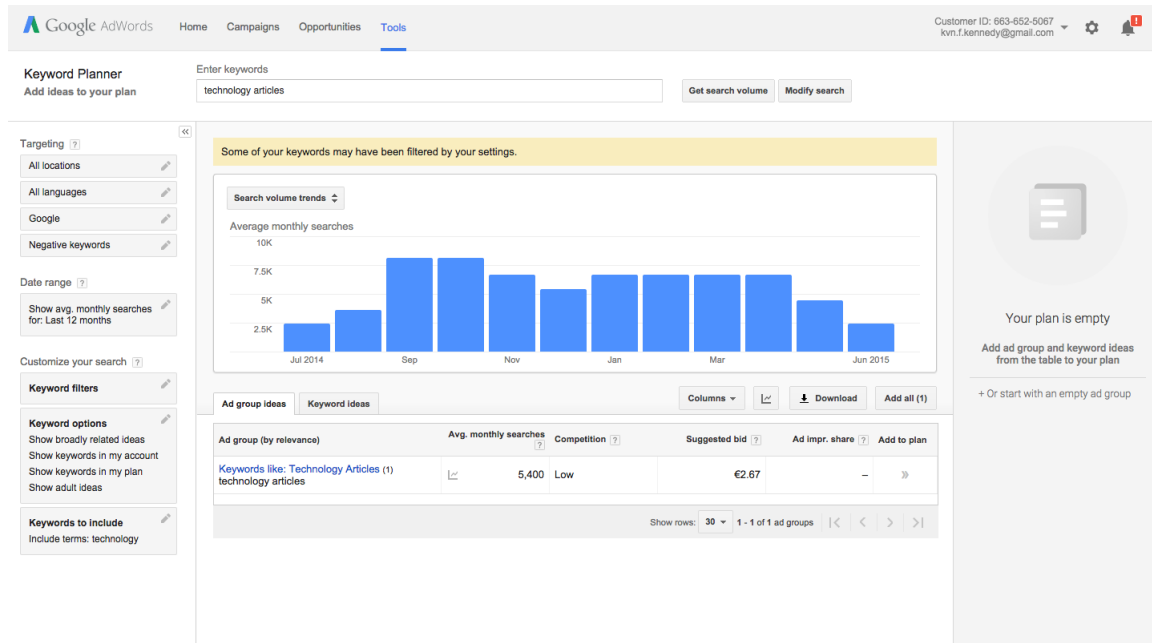 Google AdWords
Home Campaigns Opportunities Tools
Customer ID: 663-652-5067
kvn.f.kennedy@gmail.com
!
Keyword Planner
Add ideas to your plan
Enter keywords
technology articles
Get search volume
Modify search
Targeting ?
All locations
All languages
Google
Negative keywords
Date range ?
Show avg. monthly searches
for: Last 12 months
Customize your search ?
Keyword filters
Keyword options
Show broadly related ideas
Show keywords in my account
Show keywords in my plan
Show adult ideas
Keywords to include
Include terms: technology
Some of your keywords may have been filtered by your settings.
Search volume trends
Average monthly searches
10K
7.5K
5K
2.5K
Jul 2014 Sep Nov Jan Mar Jun 2015
Ad group ideas Keyword ideas
Columns Download Add all (1)
Ad group (by relevance) Avg. monthly searches ? Competition ? Suggested bid ? Ad impr. share ? Add to plan
Keywords like: Technology Articles (1) 5,400 Low €2.67 –
technology articles
Show rows: 30 1 - 1 of 1 ad groups
Your plan is empty
Add ad group and keyword ideas
from the table to your plan
+ Or start with an empty ad group